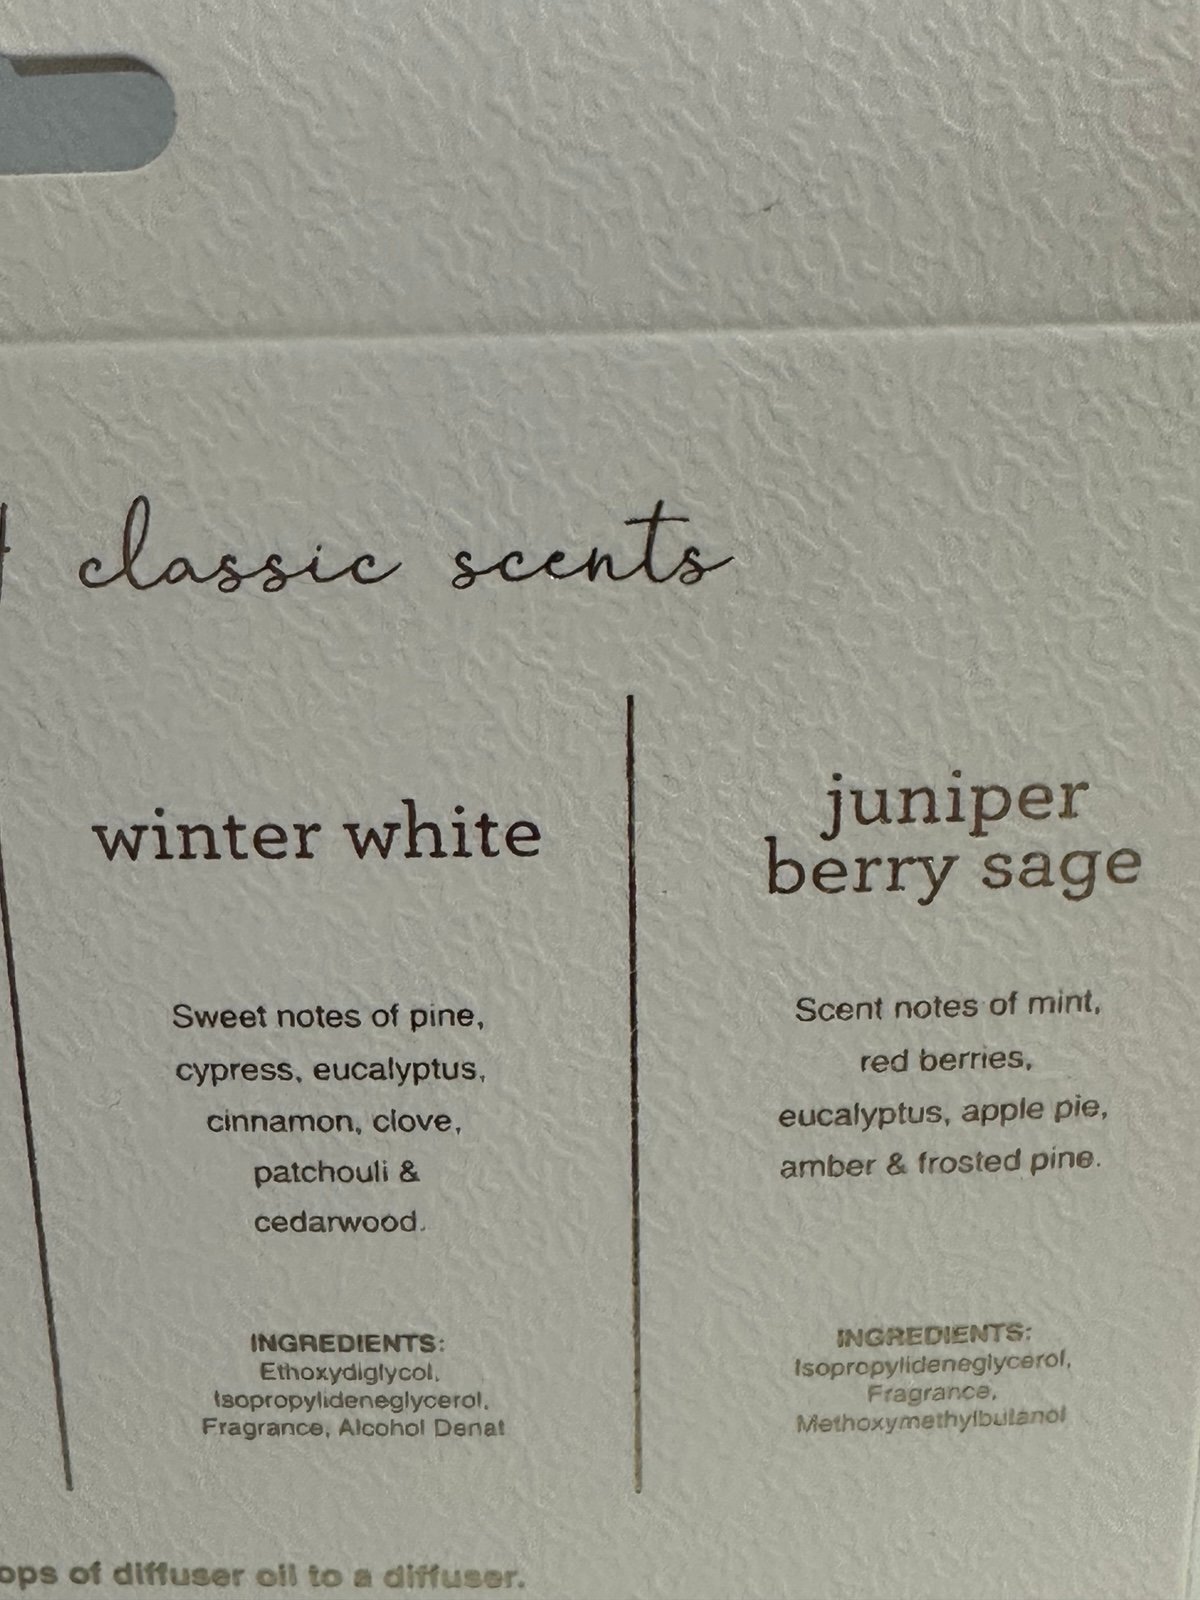 classic scents
winter white
Sweet notes of pine,
cypress, eucalyptus,
cinnamon, clove,
patchouli &
cedarwood.
INGREDIENTS:
Ethoxydiglycol,
Isopropylideneglycerol,
Fragrance, Alcohol Denat
juniper
berry sage
Scent notes of mint,
red berries,
eucalyptus, apple pie,
amber & frosted pine.
INGREDIENTS:
Isopropylideneglycerol,
Fragrance,
Methoxymethylbutanol
ops of diffuser oil to a diffuser.